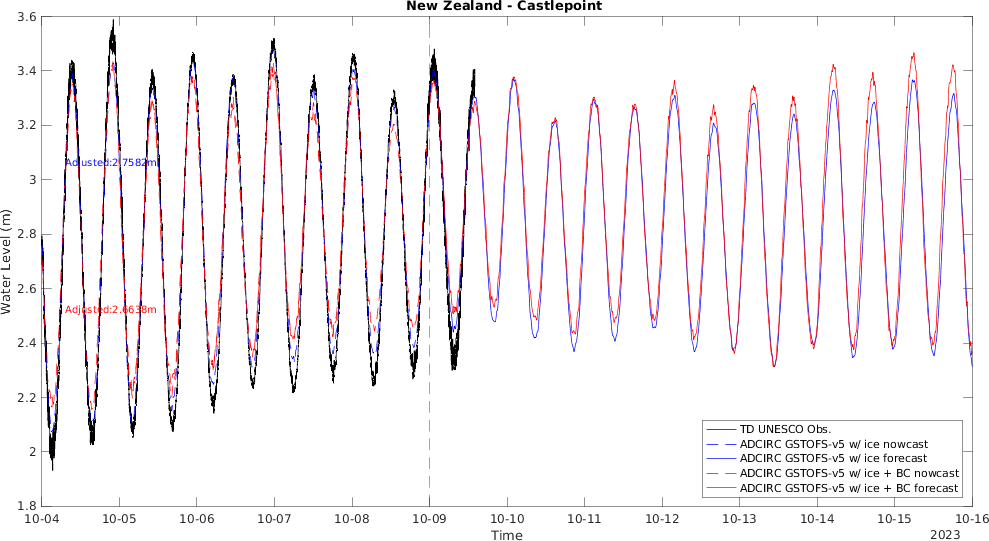 New Zealand - Castlepoint
3.6
3.4
3.2
3
2.8
2.6
2.4
2.2
2
1.8
Water Level (m)
Adjusted:2.7582m
Adjusted:2.6638m
TD UNESCO Obs.
ADCIRC GSTOFS-v5 w/ ice nowcast
ADCIRC GSTOFS-v5 w/ ice forecast
ADCIRC GSTOFS-v5 w/ ice + BC nowcast
ADCIRC GSTOFS-v5 w/ ice + BC forecast
10-04 10-05 10-06 10-07 10-08 10-09 10-10 10-11 10-12 10-13 10-14 10-15 10-16
Time
2023